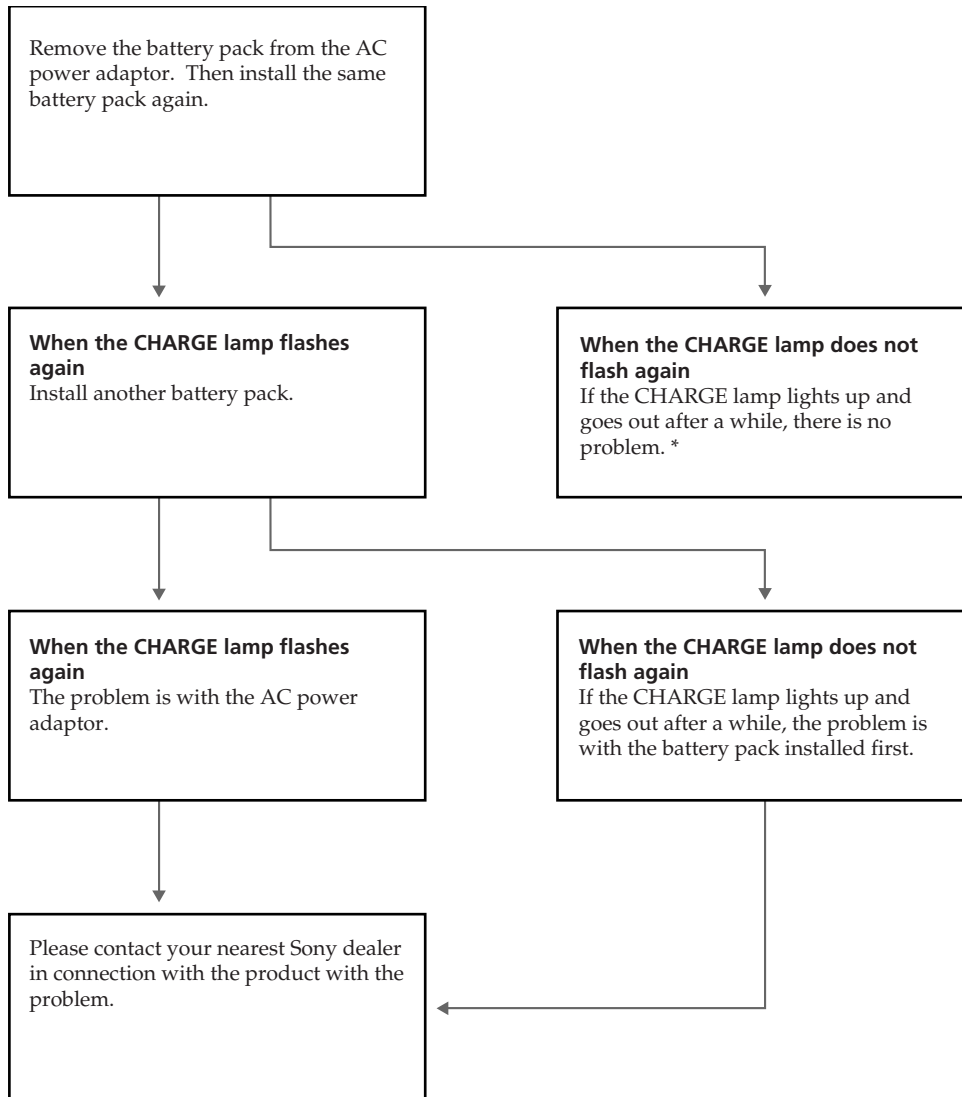 Remove the battery pack from the AC
power adaptor.  Then install the same
battery pack again.
When the CHARGE lamp flashes
again
Install another battery pack.
When the CHARGE lamp does not
flash again
If the CHARGE lamp lights up and
goes out after a while, there is no
problem. *
When the CHARGE lamp flashes
again
The problem is with the AC power
adaptor.
When the CHARGE lamp does not
flash again
If the CHARGE lamp lights up and
goes out after a while, the problem is
with the battery pack installed first.
Please contact your nearest Sony dealer
in connection with the product with the
problem.